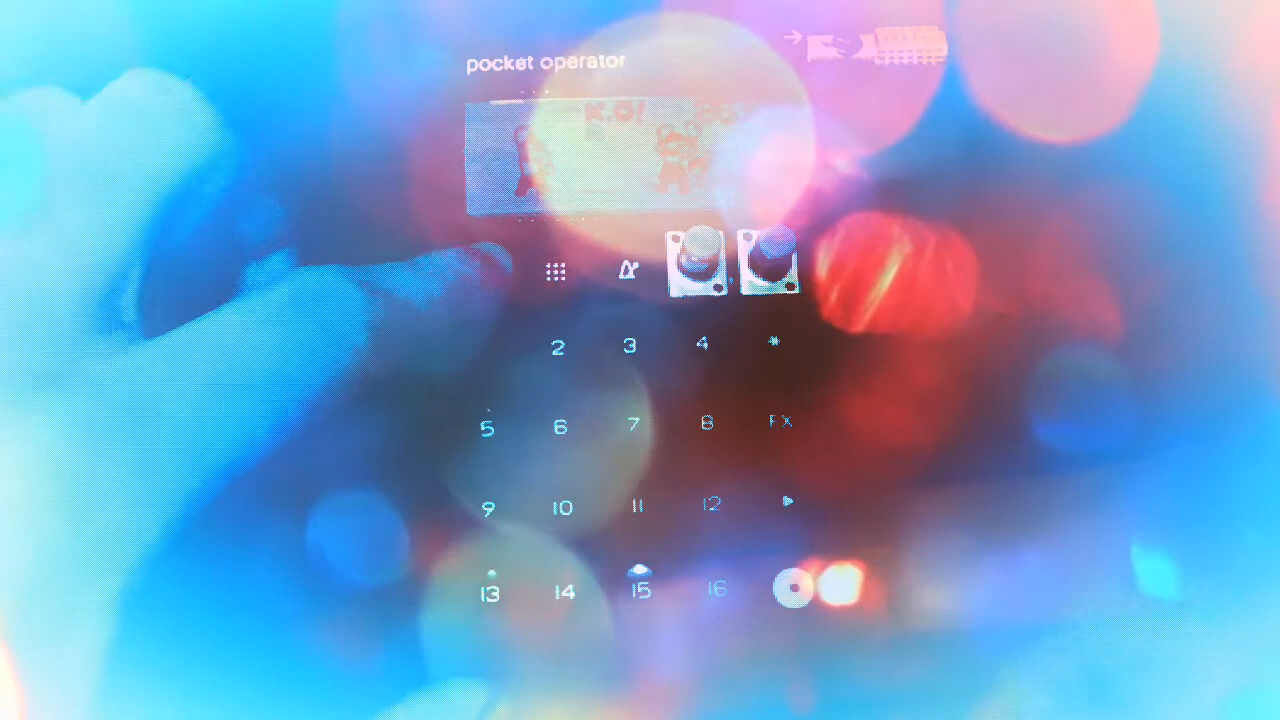 pocket operator
K.O!
2 3 4 *
5 6 7 8 FX
9 10 11 12
13 14 15 16